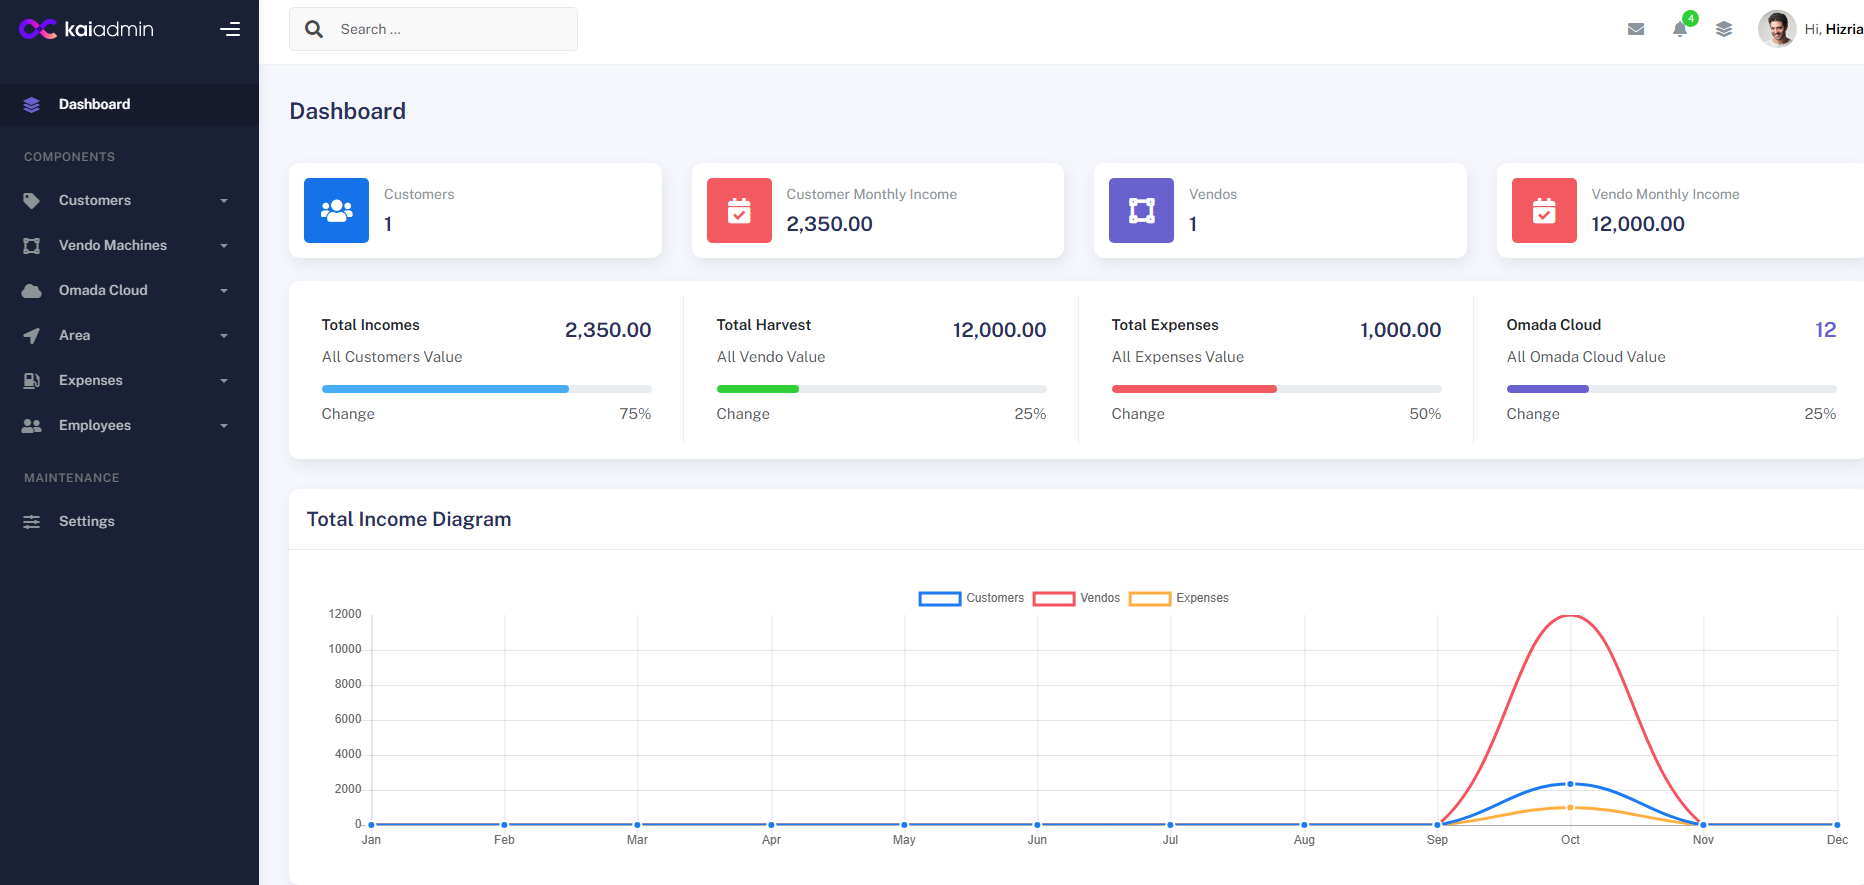 kaiadmin
Search ...
4
Hi, Hizria
Dashboard
COMPONENTS
Customers
Vendo Machines
Omada Cloud
Area
Expenses
Employees
MAINTENANCE
Settings
Dashboard
Customers
1
Customer Monthly Income
2,350.00
Vendos
1
Vendo Monthly Income
12,000.00
Total Incomes 2,350.00
All Customers Value
Change 75%
Total Harvest 12,000.00
All Vendo Value
Change 25%
Total Expenses 1,000.00
All Expenses Value
Change 50%
Omada Cloud 12
All Omada Cloud Value
Change 25%
Total Income Diagram
Customers Vendos Expenses
12000
10000
8000
6000
4000
2000
0
Jan Feb Mar Apr May Jun Jul Aug Sep Oct Nov Dec